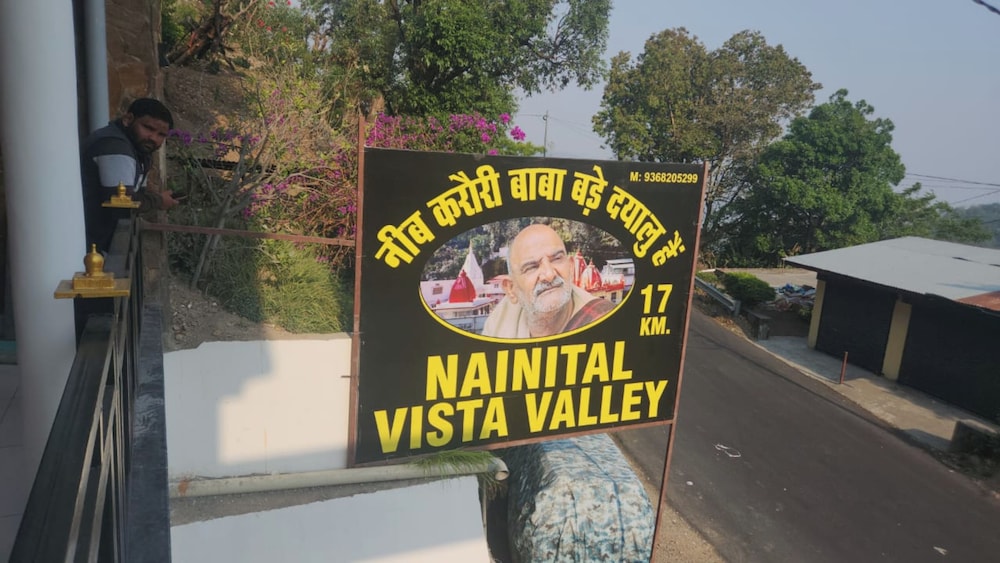 M: 9368205299
नीब करौरी बाबा बड़े दयालु हैं
17
KM.
NAINITAL
VISTA VALLEY